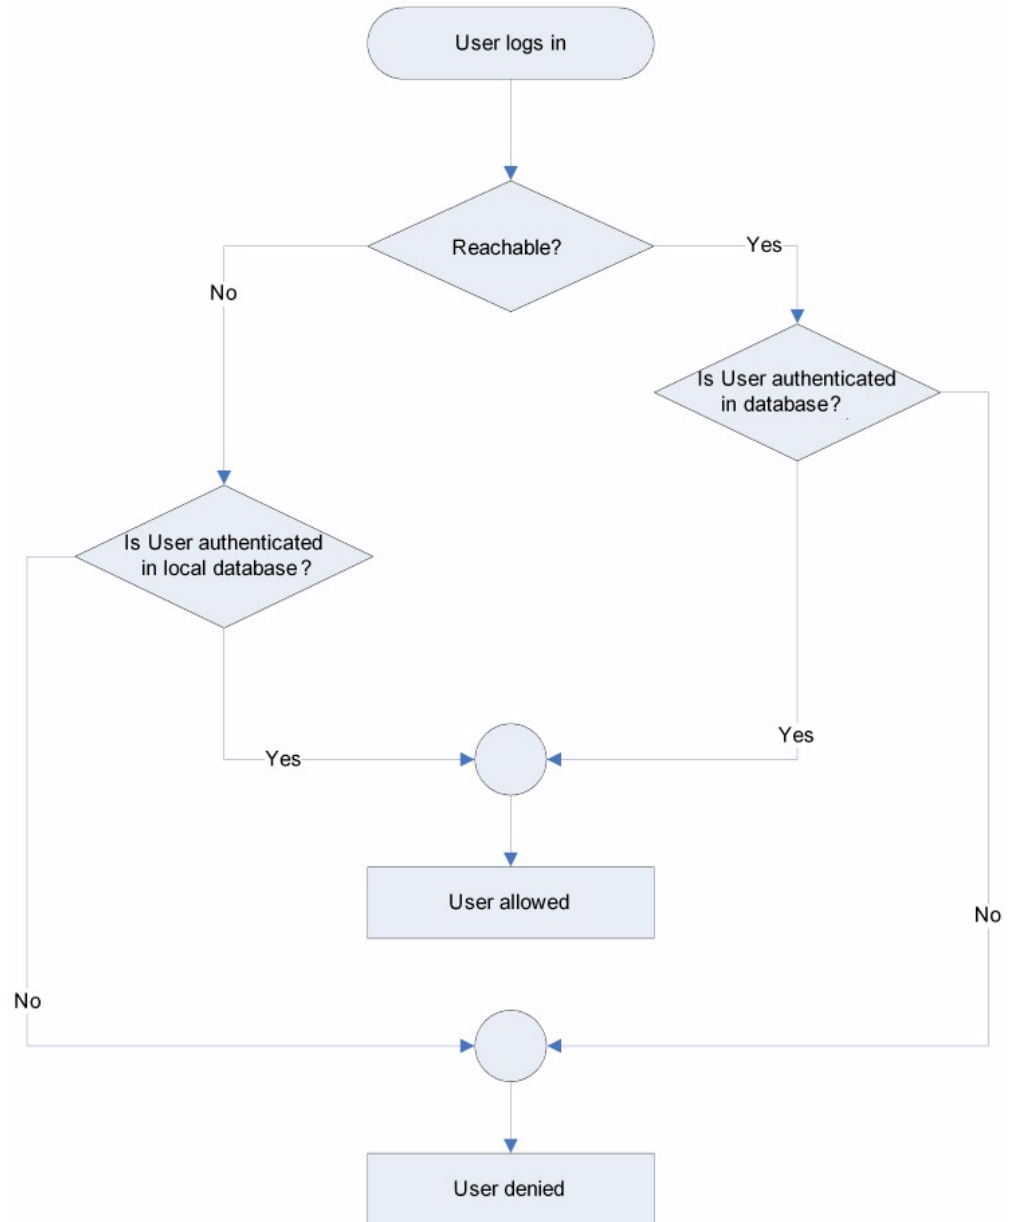 User logs in
Reachable?
Yes
No
Is User authenticated
in database?
Is User authenticated
in local database?
Yes
Yes
User allowed
No
No
User denied